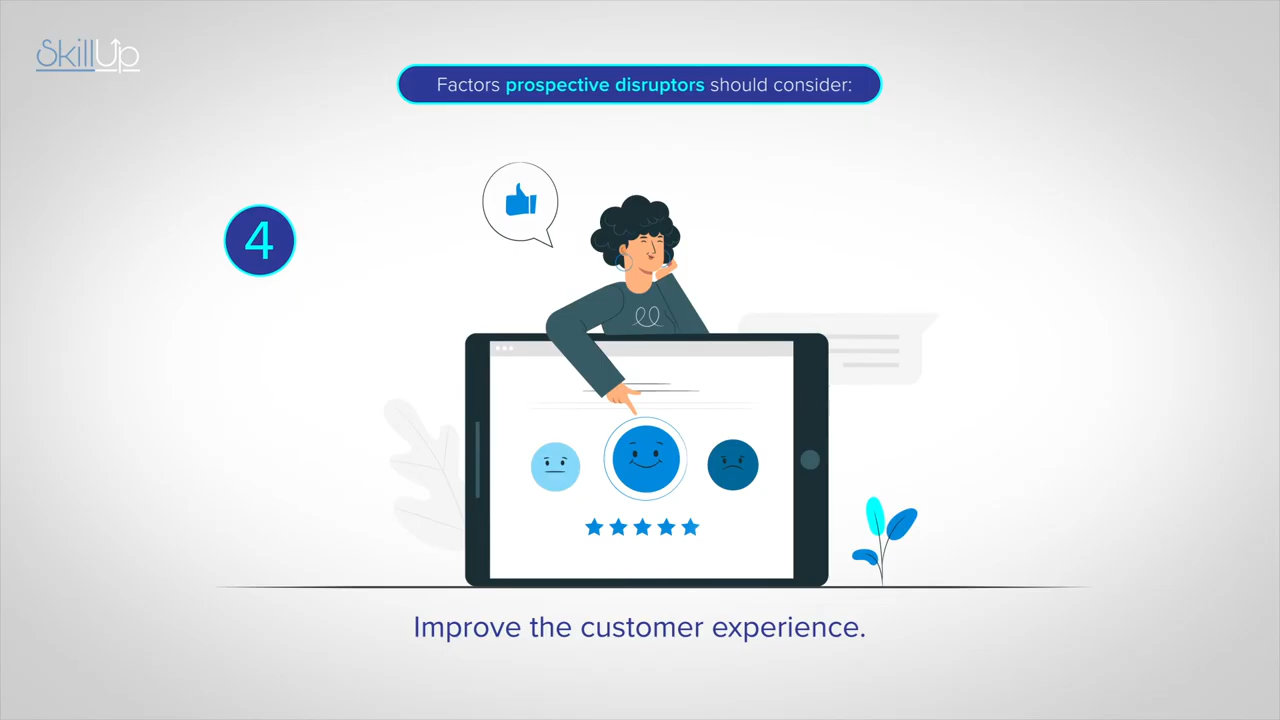 SkillUp
Factors prospective disruptors should consider:
4
Improve the customer experience.